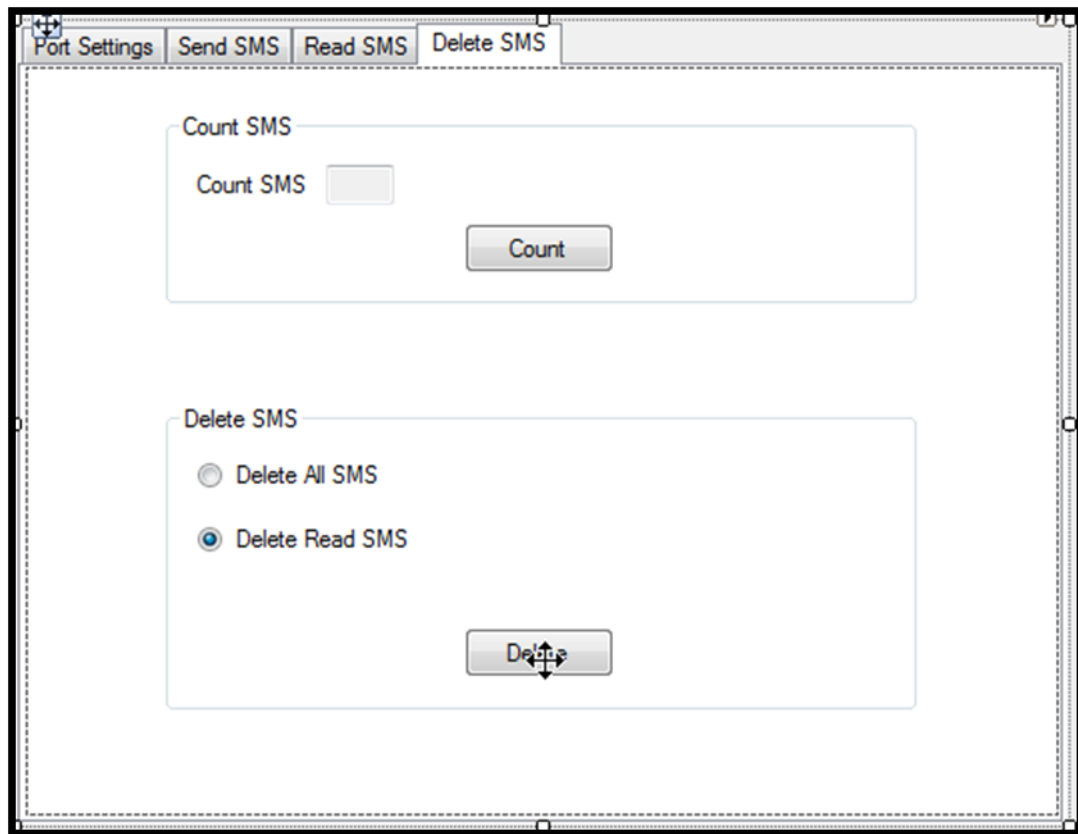 Port Settings Send SMS Read SMS Delete SMS
Count SMS
Count SMS
Count
Delete SMS
Delete All SMS
Delete Read SMS
Delete